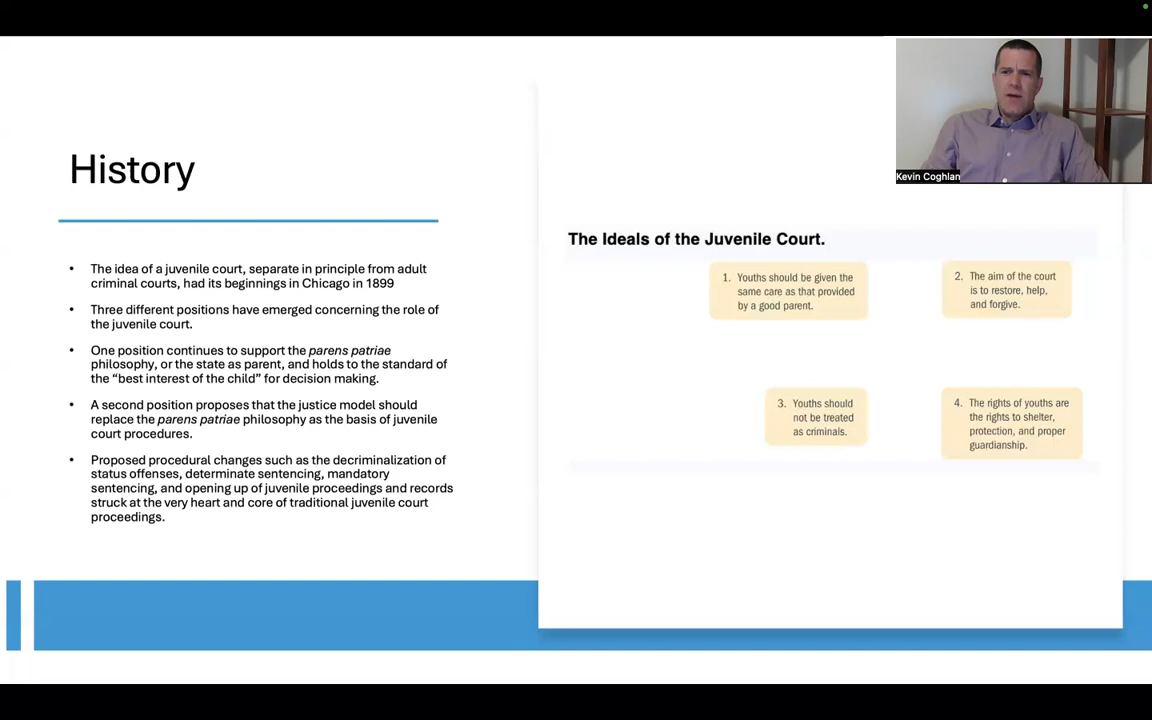 History
• The idea of a juvenile court, separate in principle from adult
criminal courts, had its beginnings in Chicago in 1899
• Three different positions have emerged concerning the role of
the juvenile court.
• One position continues to support the parens patriae
philosophy, or the state as parent, and holds to the standard of
the “best interest of the child” for decision making.
• A second position proposes that the justice model should
replace the parens patriae philosophy as the basis of juvenile
court procedures.
• Proposed procedural changes such as the decriminalization of
status offenses, determinate sentencing, mandatory
sentencing, and opening up of juvenile proceedings and records
struck at the very heart and core of traditional juvenile court
proceedings.
Kevin Coghlan
The Ideals of the Juvenile Court.
1. Youths should be given the
same care as that provided
by a good parent.
2. The aim of the court
is to restore, help,
and forgive.
3. Youths should
not be treated
as criminals.
4. The rights of youths are
the rights to shelter,
protection, and proper
guardianship.